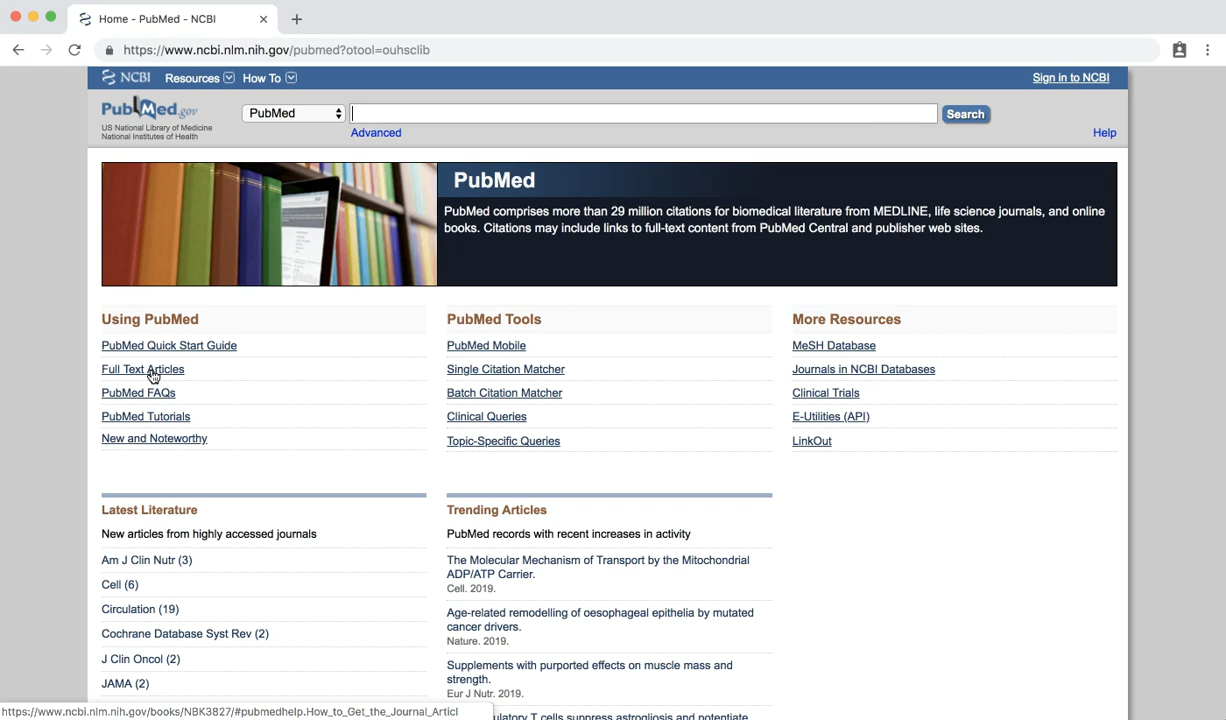 Home - PubMed - NCBI
https://www.ncbi.nlm.nih.gov/pubmed?otool=ouhsclib
NCBI Resources How To Sign in to NCBI
PubMed.gov
US National Library of Medicine
National Institutes of Health
PubMed
Search
Advanced
Help
PubMed
PubMed comprises more than 29 million citations for biomedical literature from MEDLINE, life science journals, and online
books. Citations may include links to full-text content from PubMed Central and publisher web sites.
Using PubMed
PubMed Quick Start Guide
Full Text Articles
PubMed FAQs
PubMed Tutorials
New and Noteworthy
PubMed Tools
PubMed Mobile
Single Citation Matcher
Batch Citation Matcher
Clinical Queries
Topic-Specific Queries
More Resources
MeSH Database
Journals in NCBI Databases
Clinical Trials
E-Utilities (API)
LinkOut
Latest Literature
New articles from highly accessed journals
Am J Clin Nutr (3)
Cell (6)
Circulation (19)
Cochrane Database Syst Rev (2)
J Clin Oncol (2)
JAMA (2)
Trending Articles
PubMed records with recent increases in activity
The Molecular Mechanism of Transport by the Mitochondrial
ADP/ATP Carrier.
Cell. 2019.
Age-related remodelling of oesophageal epithelia by mutated
cancer drivers.
Nature. 2019.
Supplements with purported effects on muscle mass and
strength.
Eur J Nutr. 2019.
T cells suppress astrogliosis and potentiate
https://www.ncbi.nlm.nih.gov/books/NBK3827/#pubmedhelp.How_to_Get_the_Journal_Articl